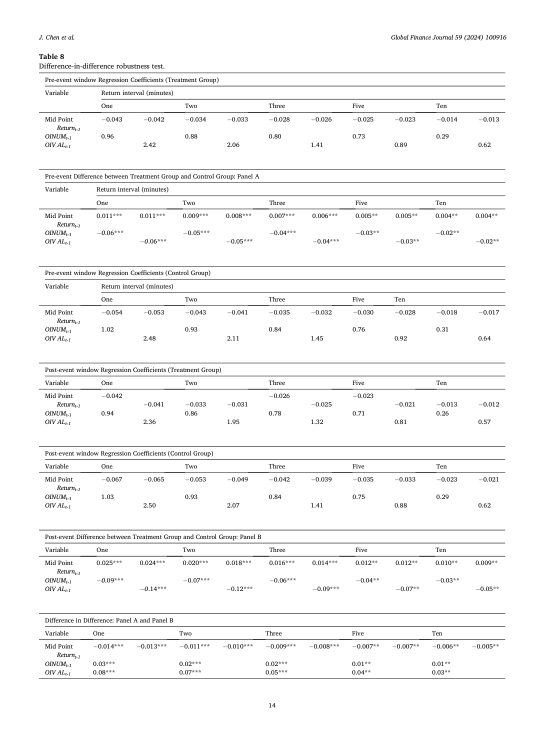 J. Chen et al.
Global Finance Journal 59 (2024) 100916
Table 8
Difference-in-difference robustness test.
Pre-event window Regression Coefficients (Treatment Group)
Variable Return interval (minutes)
One Two Three Five Ten
Mid Point −0.043 −0.042 −0.034 −0.033 −0.028 −0.026 −0.025 −0.023 −0.014 −0.013
Return_{t-1}
OINUM_{t-1} 0.96 0.88 0.80 0.73 0.29
OIV AL_{t-1} 2.42 2.06 1.41 0.89 0.62
Pre-event Difference between Treatment Group and Control Group: Panel A
Variable Return interval (minutes)
One Two Three Five Ten
Mid Point 0.011*** 0.011*** 0.009*** 0.008*** 0.007*** 0.006*** 0.005** 0.005** 0.004** 0.004**
Return_{t-1}
OINUM_{t-1} −0.06*** −0.05*** −0.04*** −0.03** −0.02**
OIV AL_{t-1} −0.06*** −0.05*** −0.04*** −0.03** −0.02**
Pre-event window Regression Coefficients (Control Group)
Variable Return interval (minutes)
One Two Three Five Ten
Mid Point −0.054 −0.053 −0.043 −0.041 −0.035 −0.032 −0.030 −0.028 −0.018 −0.017
Return_{t-1}
OINUM_{t-1} 1.02 0.93 0.84 0.76 0.31
OIV AL_{t-1} 2.48 2.11 1.45 0.92 0.64
Post-event window Regression Coefficients (Treatment Group)
Variable One Two Three Five Ten
Mid Point −0.042 −0.026 −0.023
Return_{t-1} −0.041 −0.033 −0.031 −0.025 −0.021 −0.013 −0.012
OINUM_{t-1} 0.94 0.86 0.78 0.71 0.26
OIV AL_{t-1} 2.36 1.95 1.32 0.81 0.57
Post-event window Regression Coefficients (Control Group)
Variable One Two Three Five Ten
Mid Point −0.067 −0.065 −0.053 −0.049 −0.042 −0.039 −0.035 −0.033 −0.023 −0.021
Return_{t-1}
OINUM_{t-1} 1.03 0.93 0.84 0.75 0.29
OIV AL_{t-1} 2.50 2.07 1.41 0.88 0.62
Post-event Difference between Treatment Group and Control Group: Panel B
Variable One Two Three Five Ten
Mid Point 0.025*** 0.024*** 0.020*** 0.018*** 0.016*** 0.014*** 0.012** 0.012** 0.010** 0.009**
Return_{t-1}
OINUM_{t-1} −0.09*** −0.07*** −0.06*** −0.04** −0.03**
OIV AL_{t-1} −0.14*** −0.12*** −0.09*** −0.07** −0.05**
Difference in Difference: Panel A and Panel B
Variable One Two Three Five Ten
Mid Point −0.014*** −0.013*** −0.011*** −0.010*** −0.009*** −0.008*** −0.007** −0.007** −0.006** −0.005**
Return_{t-1}
OINUM_{t-1} 0.03*** 0.02*** 0.02*** 0.01** 0.01**
OIV AL_{t-1} 0.08*** 0.07*** 0.05*** 0.04** 0.03**
14